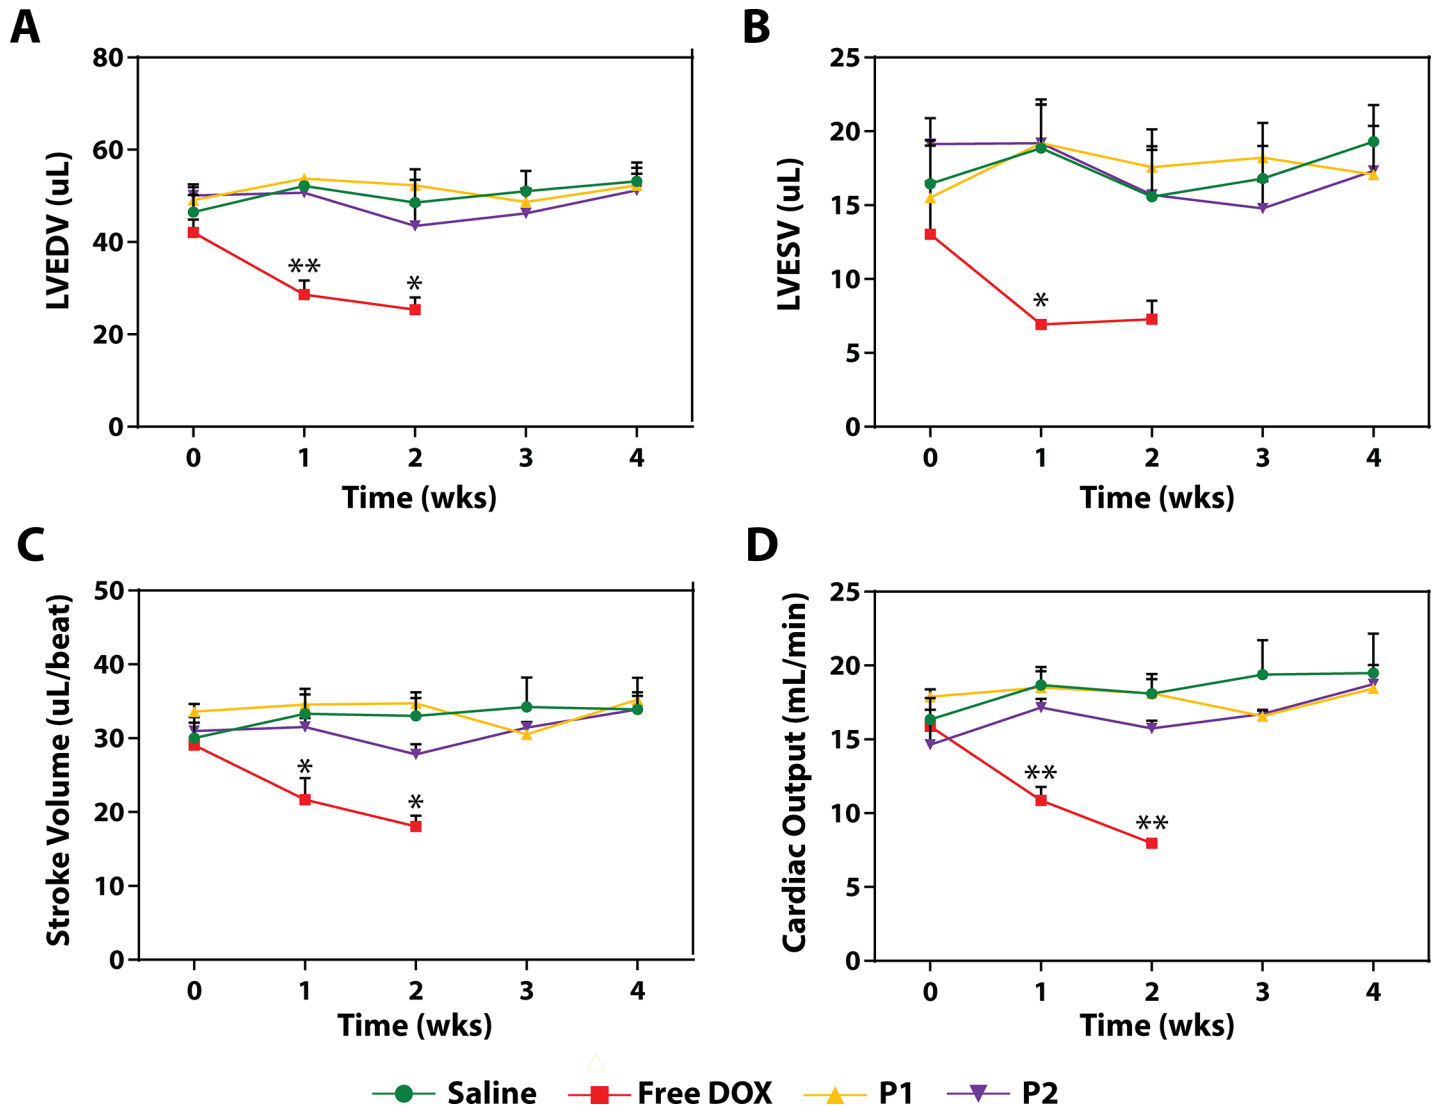 A
LVEDV (uL)
80
60
40
20
0
**
*
0 1 2 3 4
Time (wks)
B
LVESV (uL)
25
20
15
10
5
0
*
0 1 2 3 4
Time (wks)
C
Stroke Volume (uL/beat)
50
40
30
20
10
0
*
*
0 1 2 3 4
Time (wks)
D
Cardiac Output (mL/min)
25
20
15
10
5
0
**
**
0 1 2 3 4
Time (wks)
Saline Free DOX P1 P2